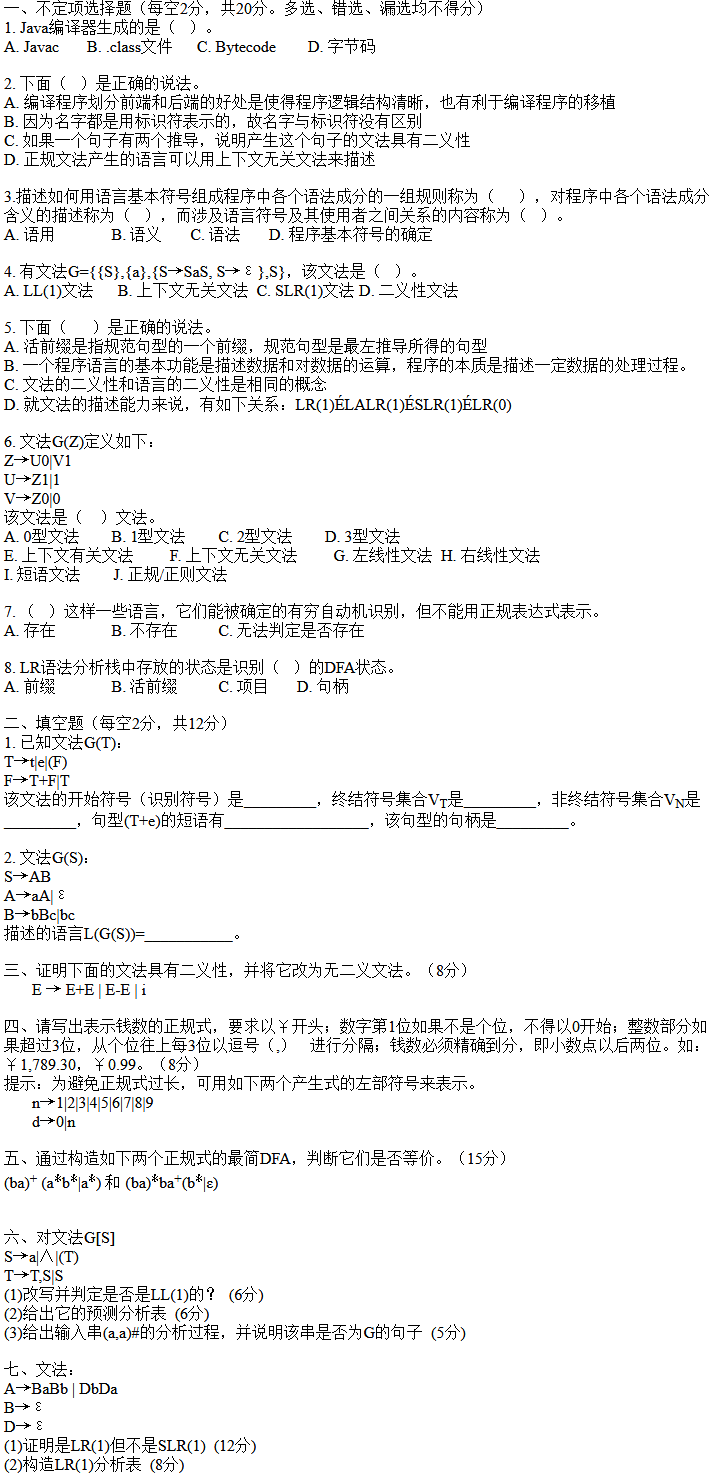 一、不定项选择题（每空2分，共20分。多选、错选、漏选均不得分）
1. Java编译器生成的是（ ）。
A. Javac B. .class文件 C. Bytecode D. 字节码
2. 下面（ ）是正确的说法。
A. 编译程序划分前端和后端的好处是使得程序逻辑结构清晰，也有利于编译程序的移植
B. 因为名字都是用标识符表示的，故名字与标识符没有区别
C. 如果一个句子有两个推导，说明产生这个句子的文法具有二义性
D. 正规文法产生的语言可以用上下文无关文法来描述
3.描述如何用语言基本符号组成程序中各个语法成分的一组规则称为（ ），对程序中各个语法成分
含义的描述称为（ ），而涉及语言符号及其使用者之间关系的内容称为（ ）。
A. 语用 B. 语义 C. 语法 D. 程序基本符号的确定
4. 有文法G={{S},{a},{S→SaS, S→ε},S}，该文法是（ ）。
A. LL(1)文法 B. 上下文无关文法 C. SLR(1)文法 D. 二义性文法
5. 下面（ ）是正确的说法。
A. 活前缀是指规范句型的一个前缀，规范句型是最左推导所得的句型
B. 一个程序语言的基本功能是描述数据和对数据的运算，程序的本质是描述一定数据的处理过程。
C. 文法的二义性和语言的二义性是相同的概念
D. 就文法的描述能力来说，有如下关系：LR(1)ÉLALR(1)ÉSLR(1)ÉLR(0)
6. 文法G(Z)定义如下：
Z→U0|V1
U→Z1|1
V→Z0|0
该文法是（ ）文法。
A. 0型文法 B. 1型文法 C. 2型文法 D. 3型文法
E. 上下文有关文法 F. 上下文无关文法 G. 左线性文法 H. 右线性文法
I. 短语文法 J. 正规/正则文法
7. （ ）这样一些语言，它们能被确定的有穷自动机识别，但不能用正规表达式表示。
A. 存在 B. 不存在 C. 无法判定是否存在
8. LR语法分析栈中存放的状态是识别（ ）的DFA状态。
A. 前缀 B. 活前缀 C. 项目 D. 句柄
二、填空题（每空2分，共12分）
1. 已知文法G(T)：
T→t|e|(F)
F→T+F|T
该文法的开始符号（识别符号）是_________，终结符号集合VT是_________，非终结符号集合VN是
_________，句型(T+e)的短语有__________________，该句型的句柄是_________。
2. 文法G(S)：
S→AB
A→aA|ε
B→bBc|bc
描述的语言L(G(S))=___________。
三、证明下面的文法具有二义性，并将它改为无二义文法。（8分）
E → E+E | E-E | i
四、请写出表示钱数的正规式，要求以￥开头；数字第1位如果不是个位，不得以0开始；整数部分如
果超过3位，从个位往上每3位以逗号（,） 进行分隔；钱数必须精确到分，即小数点以后两位。如：
￥1,789.30，￥0.99。（8分）
提示：为避免正规式过长，可用如下两个产生式的左部符号来表示。
n→1|2|3|4|5|6|7|8|9
d→0|n
五、通过构造如下两个正规式的最简DFA，判断它们是否等价。（15分）
(ba)+ (a*b*|a*) 和 (ba)*ba+(b*|ε)
六、对文法G[S]
S→a|∧|(T)
T→T,S|S
(1)改写并判定是否是LL(1)的？ (6分)
(2)给出它的预测分析表 (6分)
(3)给出输入串(a,a)#的分析过程，并说明该串是否为G的句子 (5分)
七、文法：
A→BaBb | DbDa
B→ε
D→ε
(1)证明是LR(1)但不是SLR(1) (12分)
(2)构造LR(1)分析表 (8分)